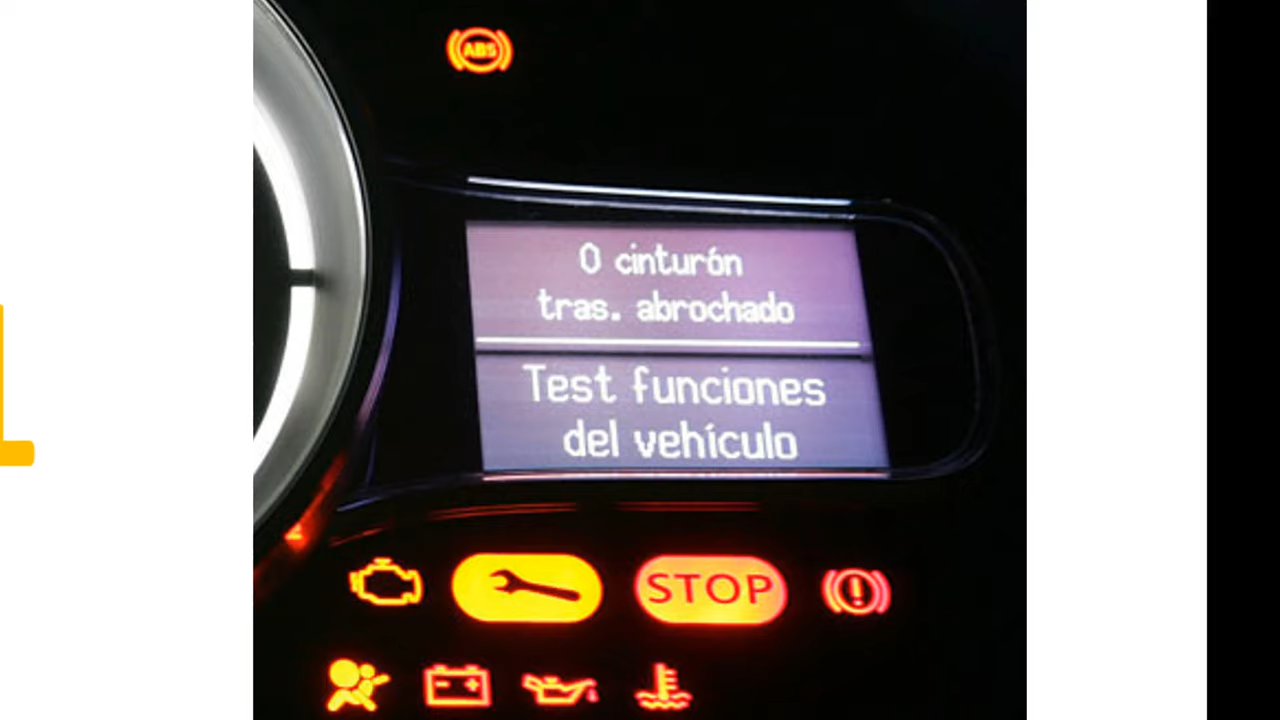 ABS
0 cinturón
tras. abrochado
Test funciones
del vehículo
STOP